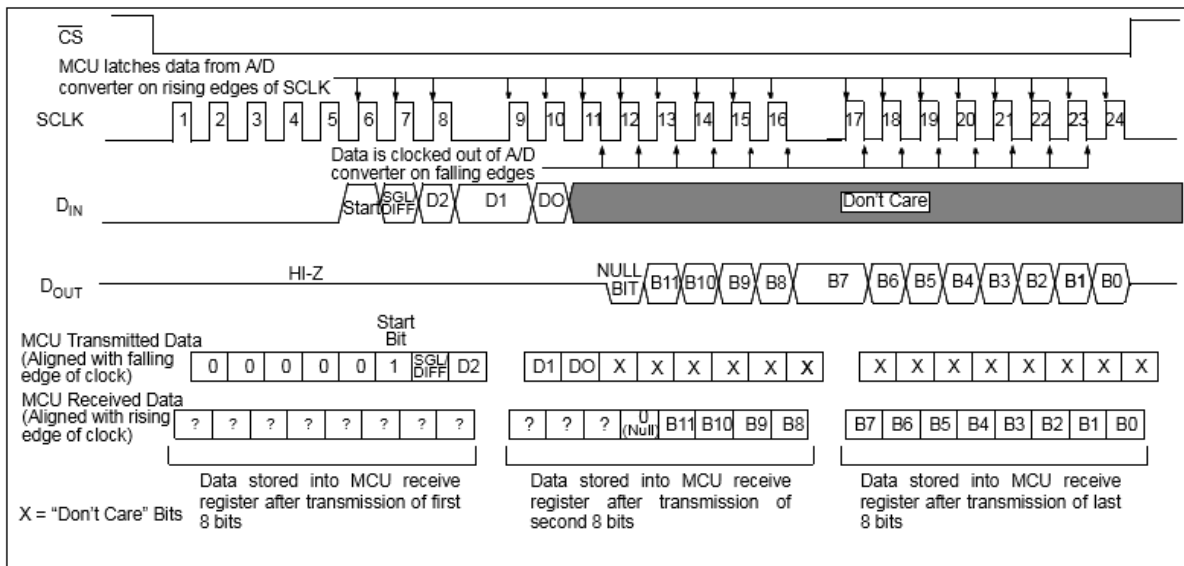 CS
MCU latches data from A/D
converter on rising edges of SCLK
SCLK
1 2 3 4 5 6 7 8 9 10 11 12 13 14 15 16 17 18 19 20 21 22 23 24
Data is clocked out of A/D
converter on falling edges
DIN
Start SGL/ DIFF D2 D1 DO Don't Care
HI-Z
DOUT
NULL BIT B11 B10 B9 B8 B7 B6 B5 B4 B3 B2 B1 B0
Start
Bit
MCU Transmitted Data
(Aligned with falling
edge of clock)
0 0 0 0 0 1 SGL/ DIFF D2 D1 DO X X X X X X X X X X X X X X
MCU Received Data
(Aligned with rising
edge of clock)
? ? ? ? ? ? ? ? ? ? ? 0 (Null) B11 B10 B9 B8 B7 B6 B5 B4 B3 B2 B1 B0
X = “Don’t Care” Bits
Data stored into MCU receive
register after transmission of first
8 bits
Data stored into MCU receive
register after transmission of
second 8 bits
Data stored into MCU receive
register after transmission of last
8 bits